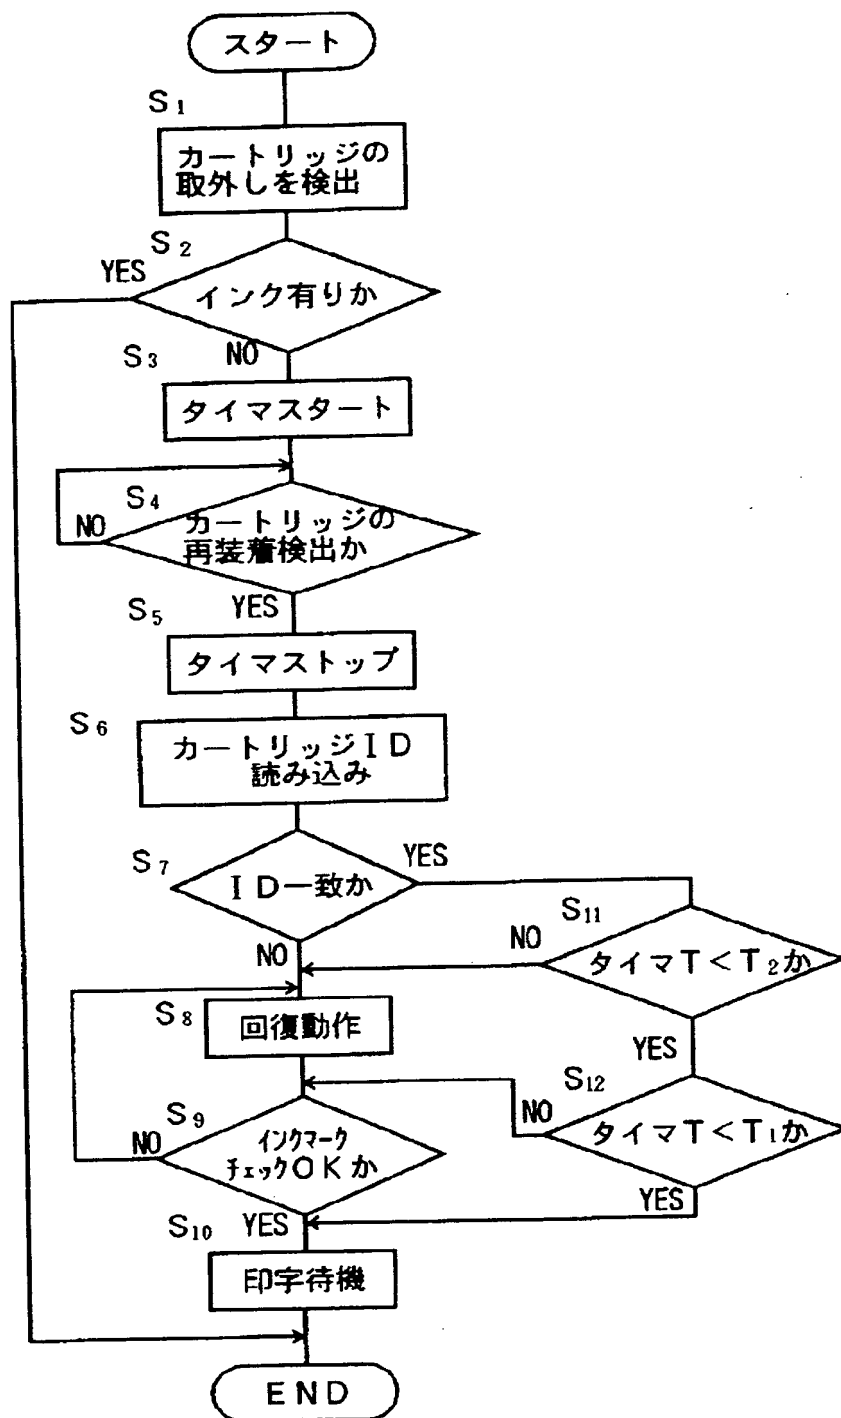 スタート
S1
カートリッジの
取外しを検出
S2
YES
インク有りか
NO
S3
タイマスタート
S4
NO
カートリッジの
再装着検出か
YES
S5
タイマストップ
S6
カートリッジID
読み込み
S7
ID一致か
YES
NO
S11
NO
タイマT<T2か
YES
S8
回復動作
S12
NO
タイマT<T1か
YES
S9
NO
インクマーク
チェックOKか
YES
S10
印字待機
END